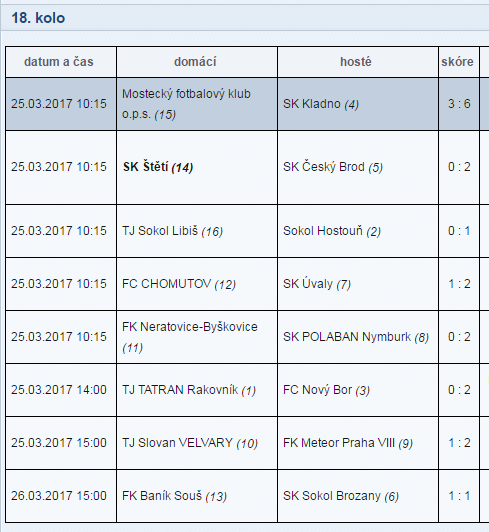 18. kolo
datum a čas domácí hosté skóre
25.03.2017 10:15 Mostecký fotbalový klub o.p.s. (15) SK Kladno (4) 3 : 6
25.03.2017 10:15 SK Štětí (14) SK Český Brod (5) 0 : 2
25.03.2017 10:15 TJ Sokol Libiš (16) Sokol Hostouň (2) 0 : 1
25.03.2017 10:15 FC CHOMUTOV (12) SK Úvaly (7) 1 : 2
25.03.2017 10:15 FK Neratovice-Byškovice (11) SK POLABAN Nymburk (8) 0 : 2
25.03.2017 14:00 TJ TATRAN Rakovník (1) FC Nový Bor (3) 0 : 2
25.03.2017 15:00 TJ Slovan VELVARY (10) FK Meteor Praha VIII (9) 1 : 2
26.03.2017 15:00 FK Baník Souš (13) SK Sokol Brozany (6) 1 : 1